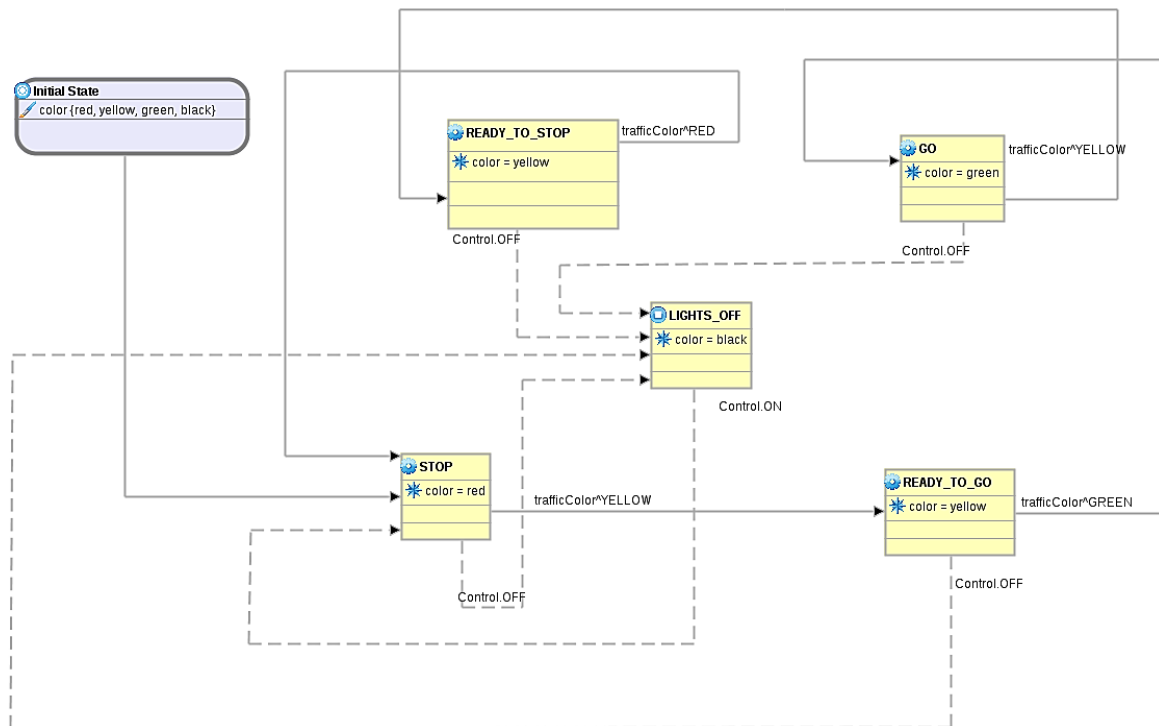 Initial State
color {red, yellow, green, black}
READY_TO_STOP
color = yellow
trafficColor^RED
Control.OFF
GO
color = green
trafficColor^YELLOW
Control.OFF
LIGHTS_OFF
color = black
Control.ON
STOP
color = red
trafficColor^YELLOW
Control.OFF
READY_TO_GO
color = yellow
trafficColor^GREEN
Control.OFF